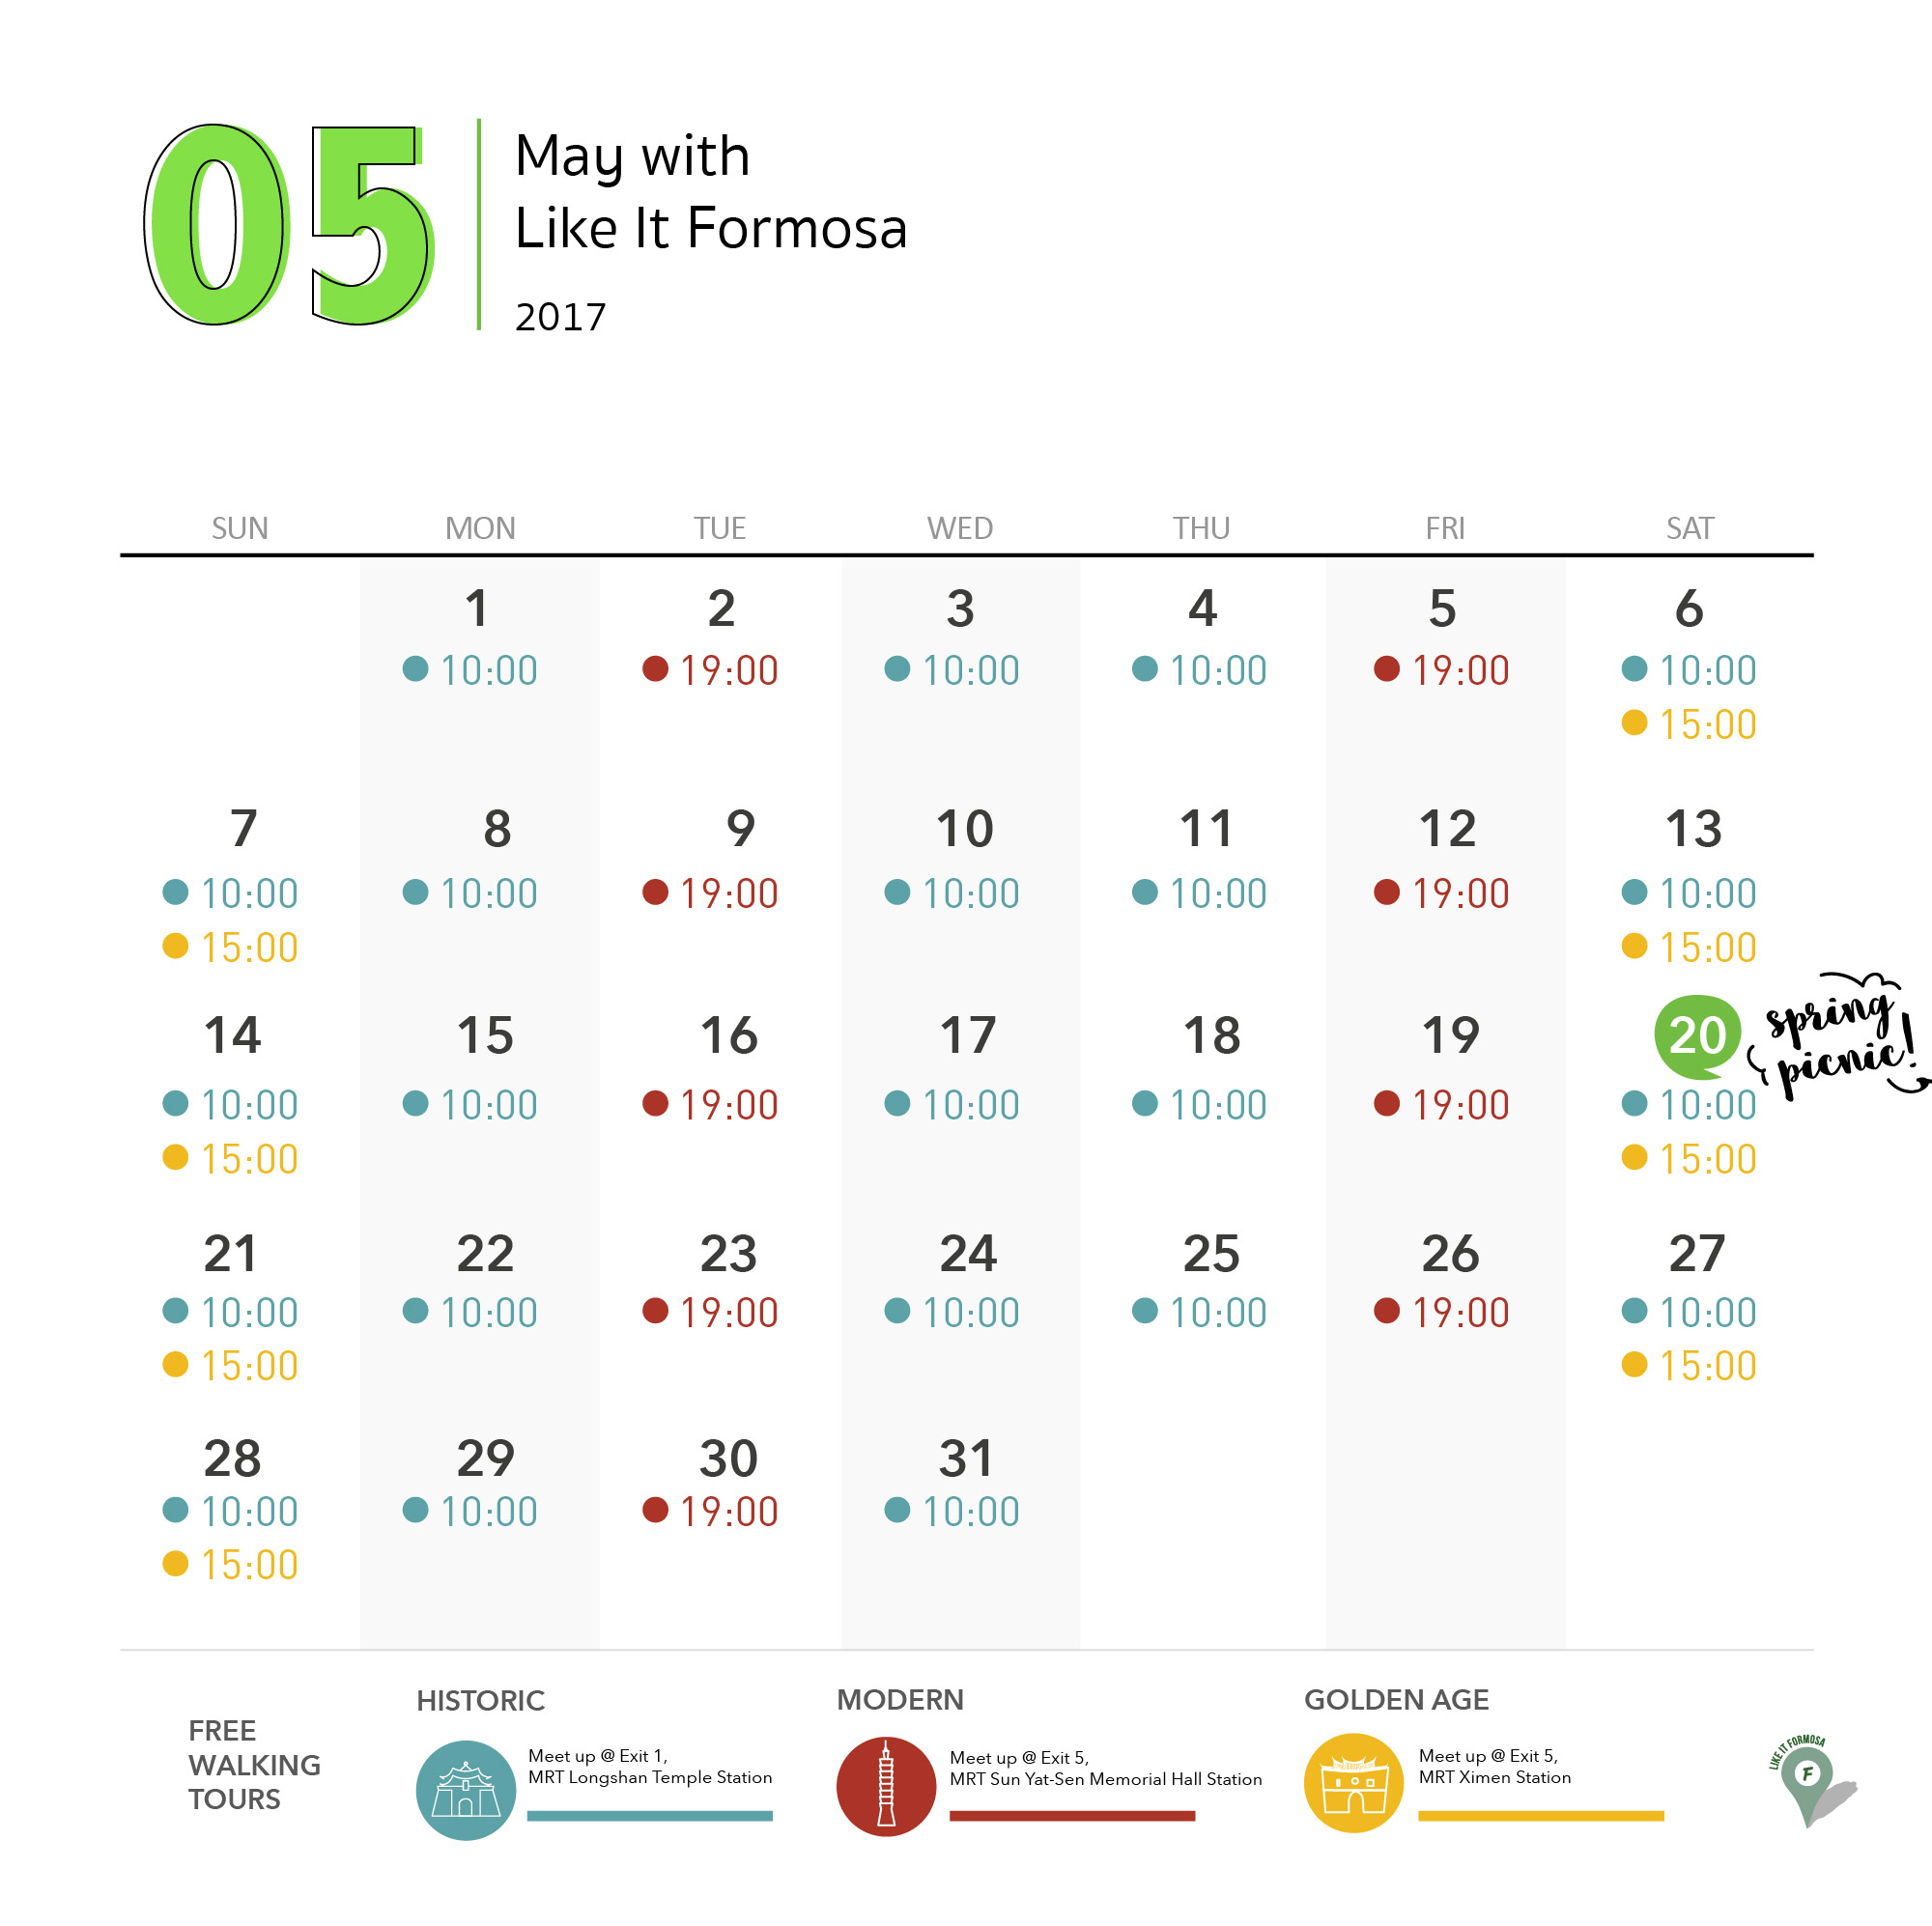 05
May with
Like It Formosa
2017
SUN MON TUE WED THU FRI SAT
1 2 3 4 5 6
10:00 19:00 10:00 10:00 19:00 10:00
15:00
7 8 9 10 11 12 13
10:00 10:00 19:00 10:00 10:00 19:00 10:00
15:00 15:00
14 15 16 17 18 19 20 spring
picnic!
10:00 10:00 19:00 10:00 10:00 19:00 10:00
15:00 15:00
21 22 23 24 25 26 27
10:00 10:00 19:00 10:00 10:00 19:00 10:00
15:00 15:00
28 29 30 31
10:00 10:00 19:00 10:00
15:00
FREE
WALKING
TOURS
HISTORIC
Meet up @ Exit 1,
MRT Longshan Temple Station
MODERN
Meet up @ Exit 5,
MRT Sun Yat-Sen Memorial Hall Station
GOLDEN AGE
Meet up @ Exit 5,
MRT Ximen Station
LIKE IT FORMOSA
F